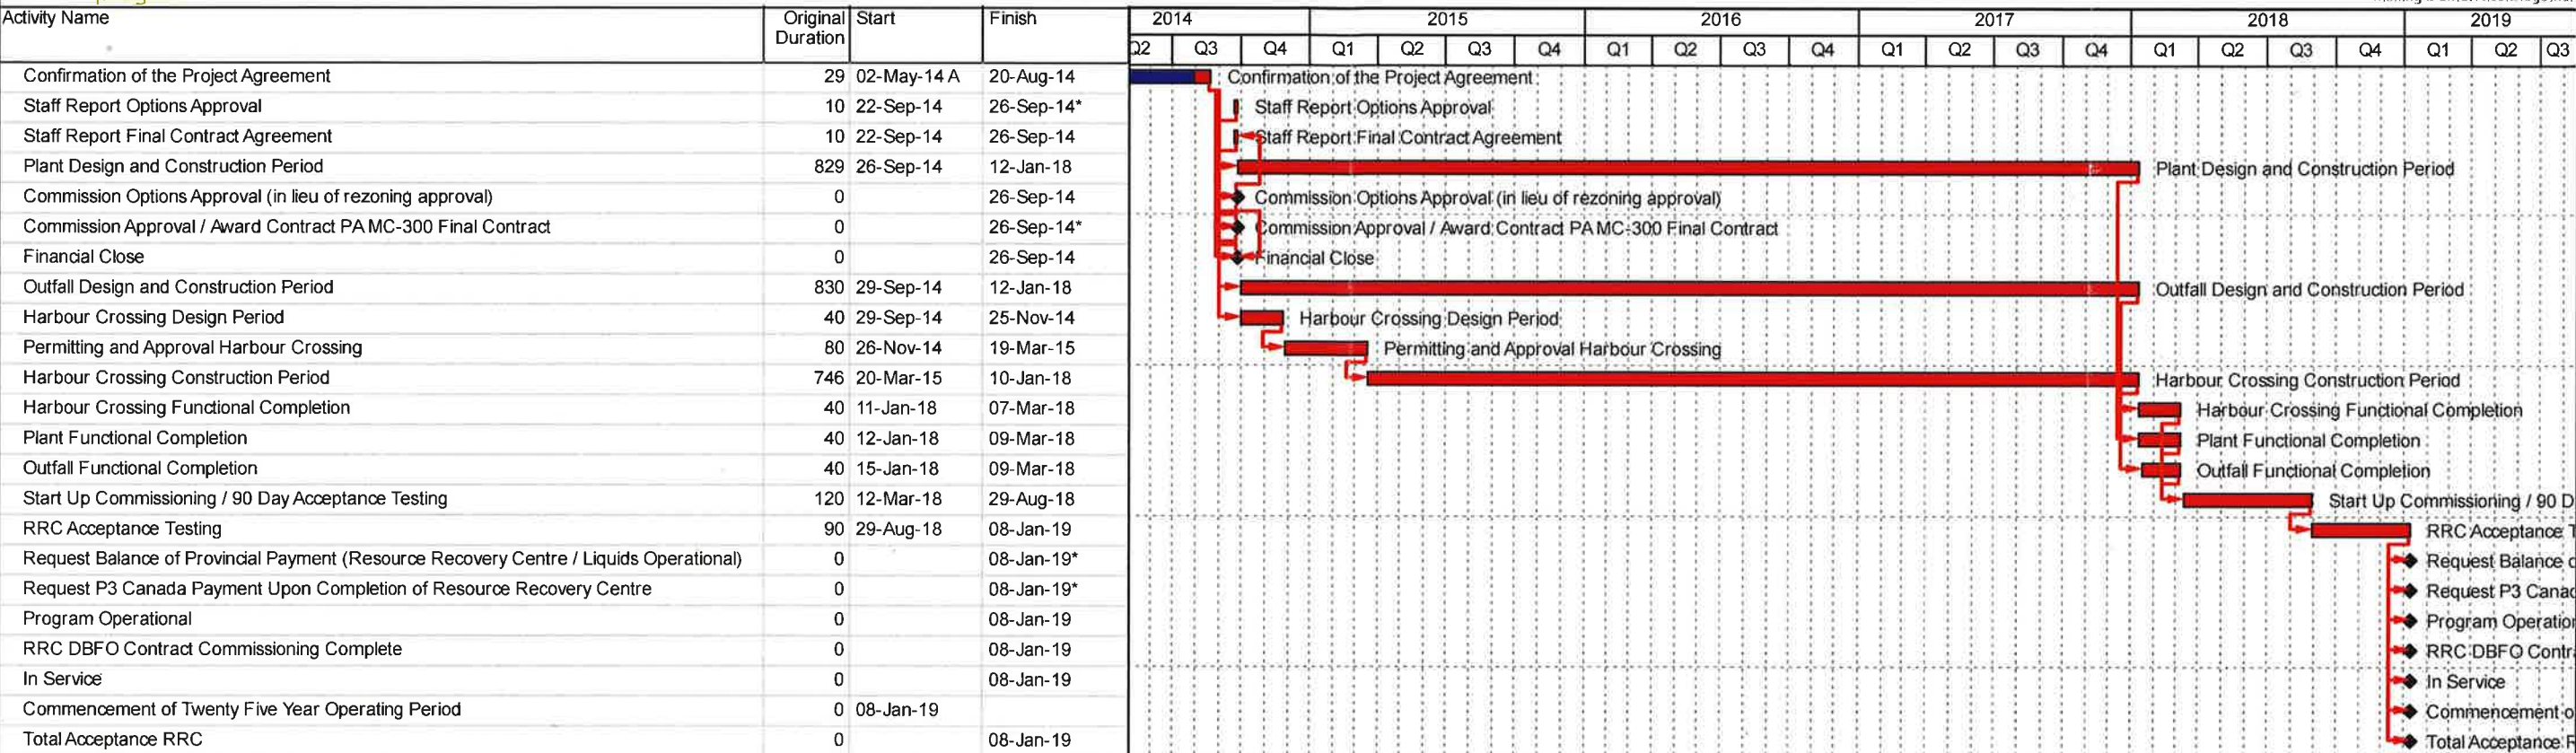 Activity Name Original Duration Start Finish 2014 2015 2016 2017 2018 2019
Q2 Q3 Q4 Q1 Q2 Q3 Q4 Q1 Q2 Q3 Q4 Q1 Q2 Q3 Q4 Q1 Q2 Q3 Q4 Q1 Q2 Q3
Confirmation of the Project Agreement 29 02-May-14 A 20-Aug-14 Confirmation of the Project Agreement
Staff Report Options Approval 10 22-Sep-14 26-Sep-14* Staff Report Options Approval
Staff Report Final Contract Agreement 10 22-Sep-14 26-Sep-14 Staff Report Final Contract Agreement
Plant Design and Construction Period 829 26-Sep-14 12-Jan-18 Plant Design and Construction Period
Commission Options Approval (in lieu of rezoning approval) 0 26-Sep-14 Commission Options Approval (in lieu of rezoning approval)
Commission Approval / Award Contract PA MC-300 Final Contract 0 26-Sep-14* Commission Approval / Award Contract PA MC-300 Final Contract
Financial Close 0 26-Sep-14 Financial Close
Outfall Design and Construction Period 830 29-Sep-14 12-Jan-18 Outfall Design and Construction Period
Harbour Crossing Design Period 40 29-Sep-14 25-Nov-14 Harbour Crossing Design Period
Permitting and Approval Harbour Crossing 80 26-Nov-14 19-Mar-15 Permitting and Approval Harbour Crossing
Harbour Crossing Construction Period 746 20-Mar-15 10-Jan-18 Harbour Crossing Construction Period
Harbour Crossing Functional Completion 40 11-Jan-18 07-Mar-18 Harbour Crossing Functional Completion
Plant Functional Completion 40 12-Jan-18 09-Mar-18 Plant Functional Completion
Outfall Functional Completion 40 15-Jan-18 09-Mar-18 Outfall Functional Completion
Start Up Commissioning / 90 Day Acceptance Testing 120 12-Mar-18 29-Aug-18 Start Up Commissioning / 90 D
RRC Acceptance Testing 90 29-Aug-18 08-Jan-19 RRC Acceptance
Request Balance of Provincial Payment (Resource Recovery Centre / Liquids Operational) 0 08-Jan-19* Request Balance
Request P3 Canada Payment Upon Completion of Resource Recovery Centre 0 08-Jan-19* Request P3 Canad
Program Operational 0 08-Jan-19 Program Operation
RRC DBFO Contract Commissioning Complete 0 08-Jan-19 RRC DBFO Contr
In Service 0 08-Jan-19 In Service
Commencement of Twenty Five Year Operating Period 0 08-Jan-19 Commencement o
Total Acceptance RRC 0 08-Jan-19 Total Acceptance